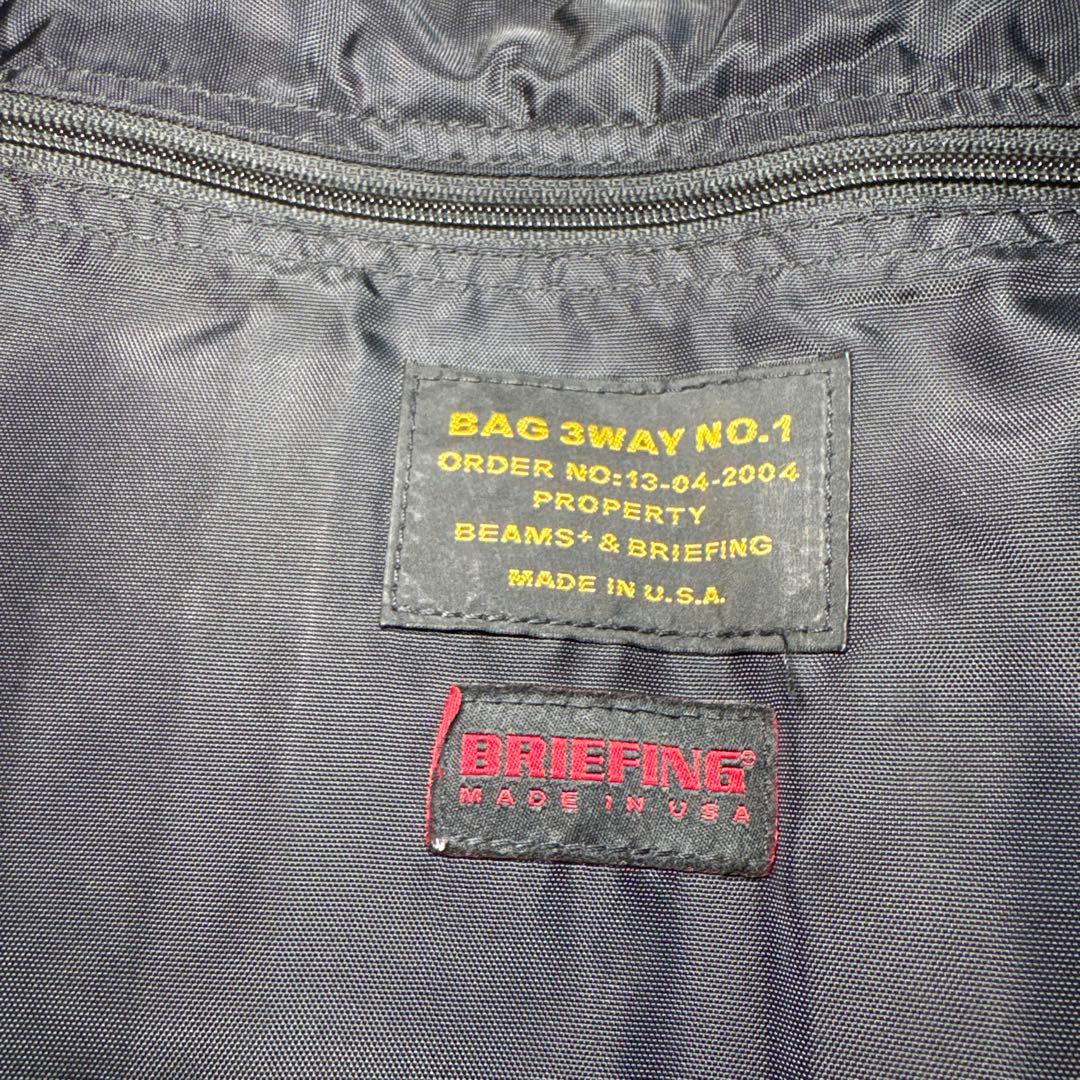 BAG 3WAY NO.1
ORDER NO:13-04-2004
PROPERTY
BEAMS+ & BRIEFING
MADE IN U.S.A.
BRIEFING®
MADE IN USA